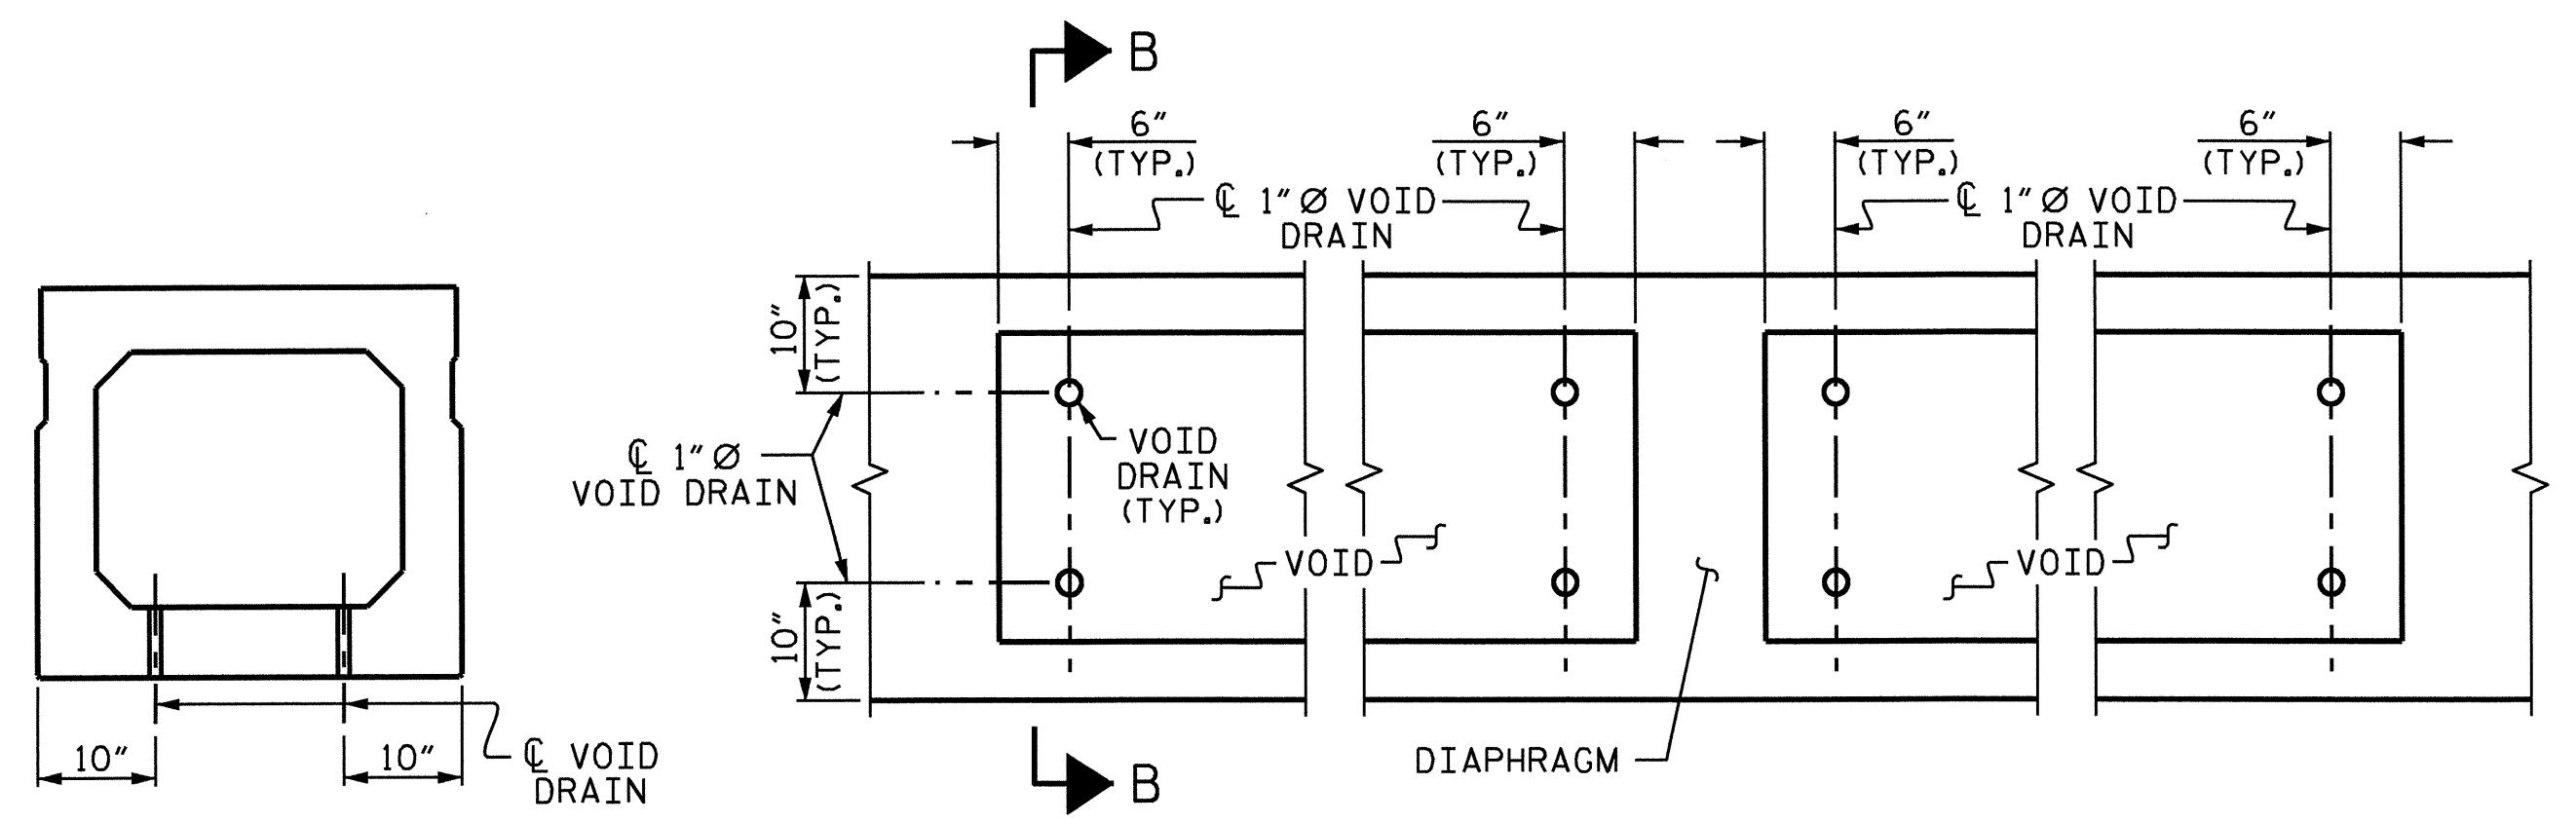 B
6" 6" 6" 6"
(TYP.) (TYP.) (TYP.) (TYP.)
℄ 1"Ø VOID
DRAIN
℄ 1"Ø VOID
DRAIN
10"
(TYP.)
℄ 1"Ø
VOID DRAIN
VOID
DRAIN
(TYP.)
VOID
VOID
10"
(TYP.)
10" 10"
℄ VOID
DRAIN
DIAPHRAGM
B